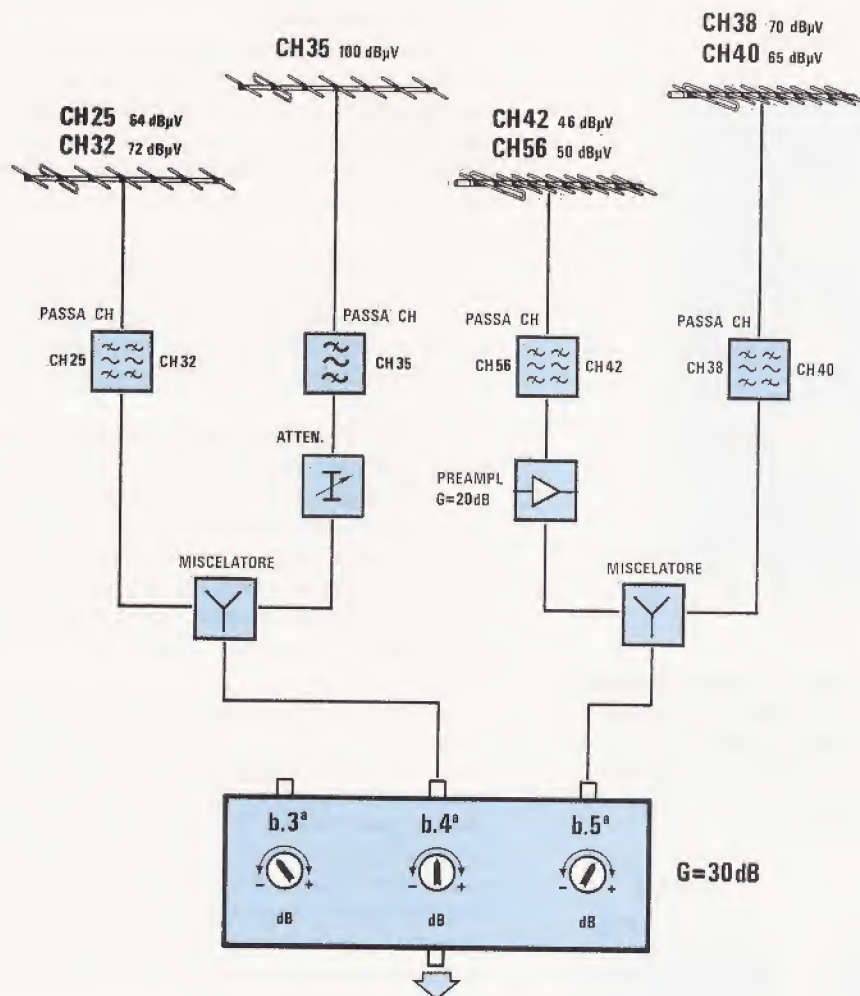 CH35 100 dBµV
CH38 70 dBµV
CH40 65 dBµV
CH25 64 dBµV
CH32 72 dBµV
CH42 46 dBµV
CH56 50 dBµV
PASSA CH
CH25
CH32
PASSA CH
CH35
PASSA CH
CH56
CH42
PASSA CH
CH38
CH40
ATTEN.
PREAMPL
G=20dB
MISCELATORE
MISCELATORE
b.3ª
b.4ª
b.5ª
- +
- +
- +
dB
dB
dB
G=30dB